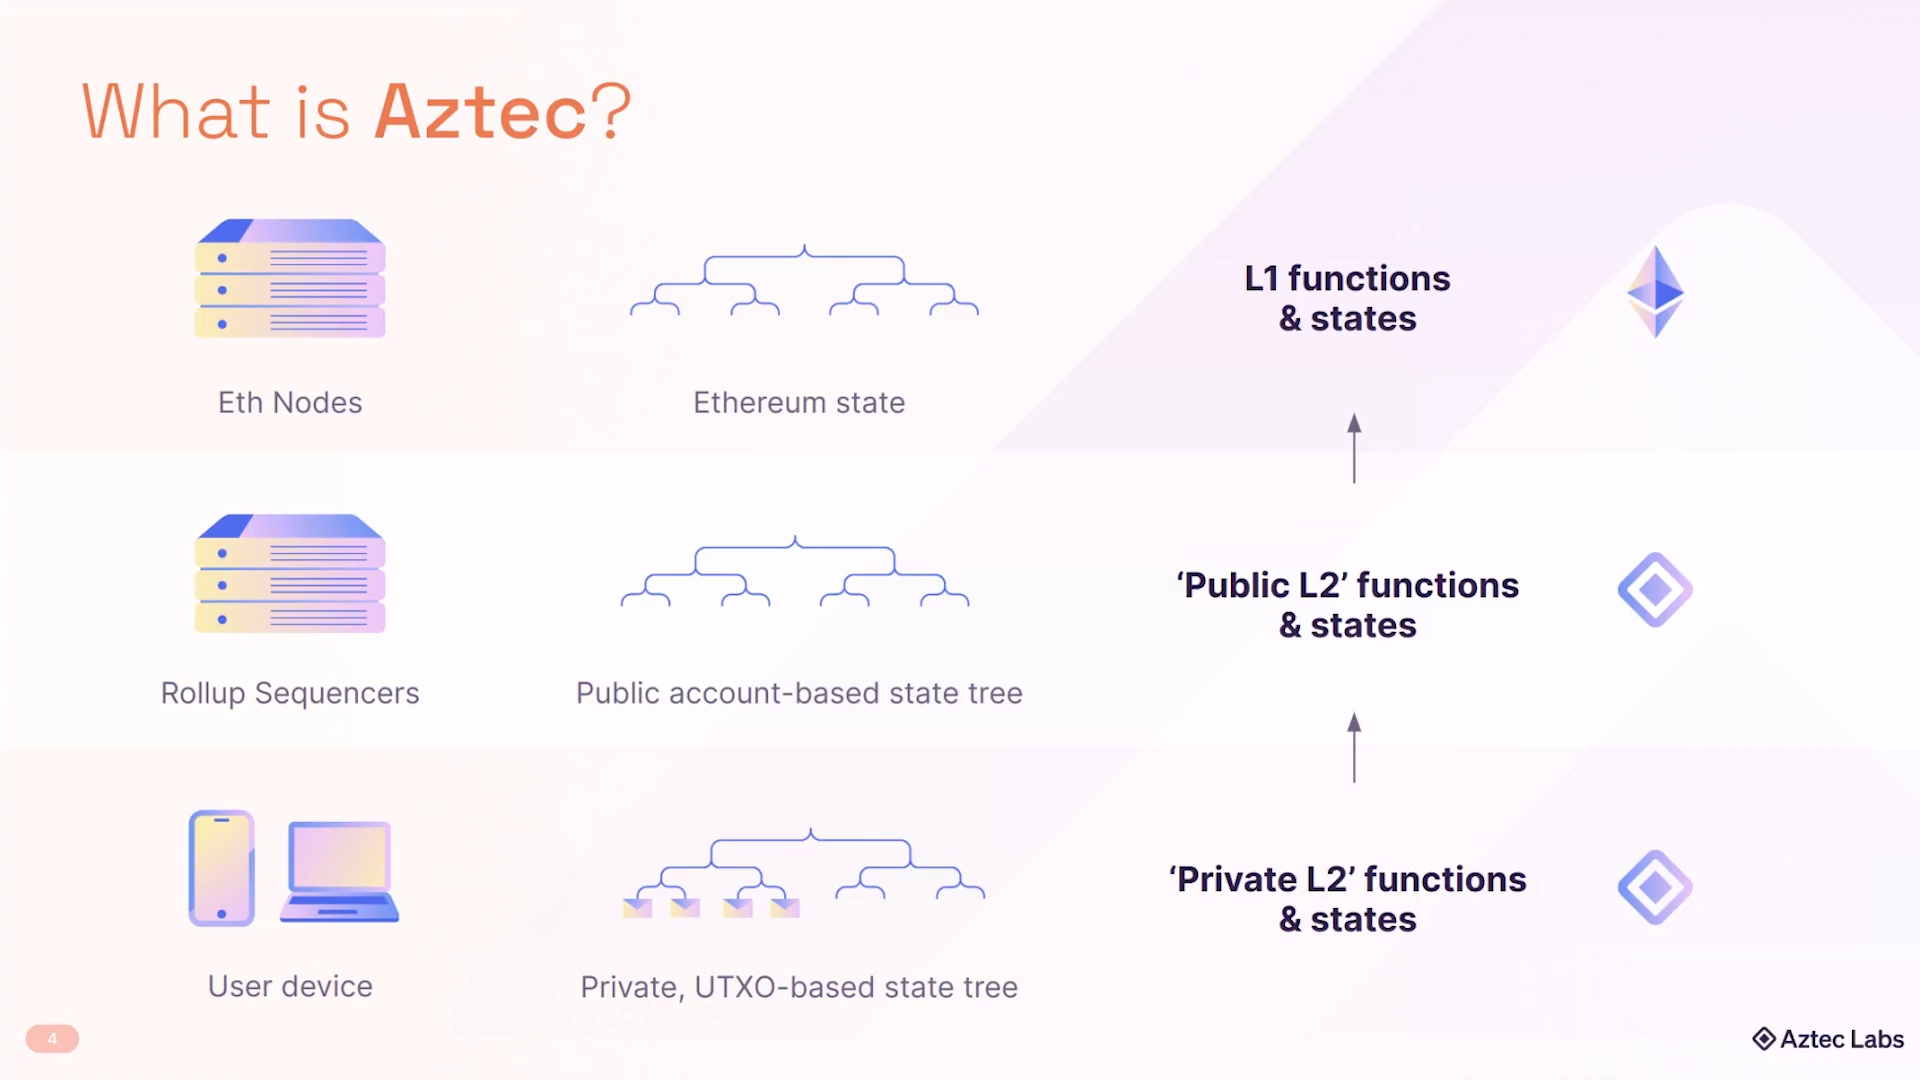 What is Aztec?
L1 functions
& states
Eth Nodes
Ethereum state
‘Public L2’ functions
& states
Rollup Sequencers
Public account-based state tree
‘Private L2’ functions
& states
User device
Private, UTXO-based state tree
4
Aztec Labs